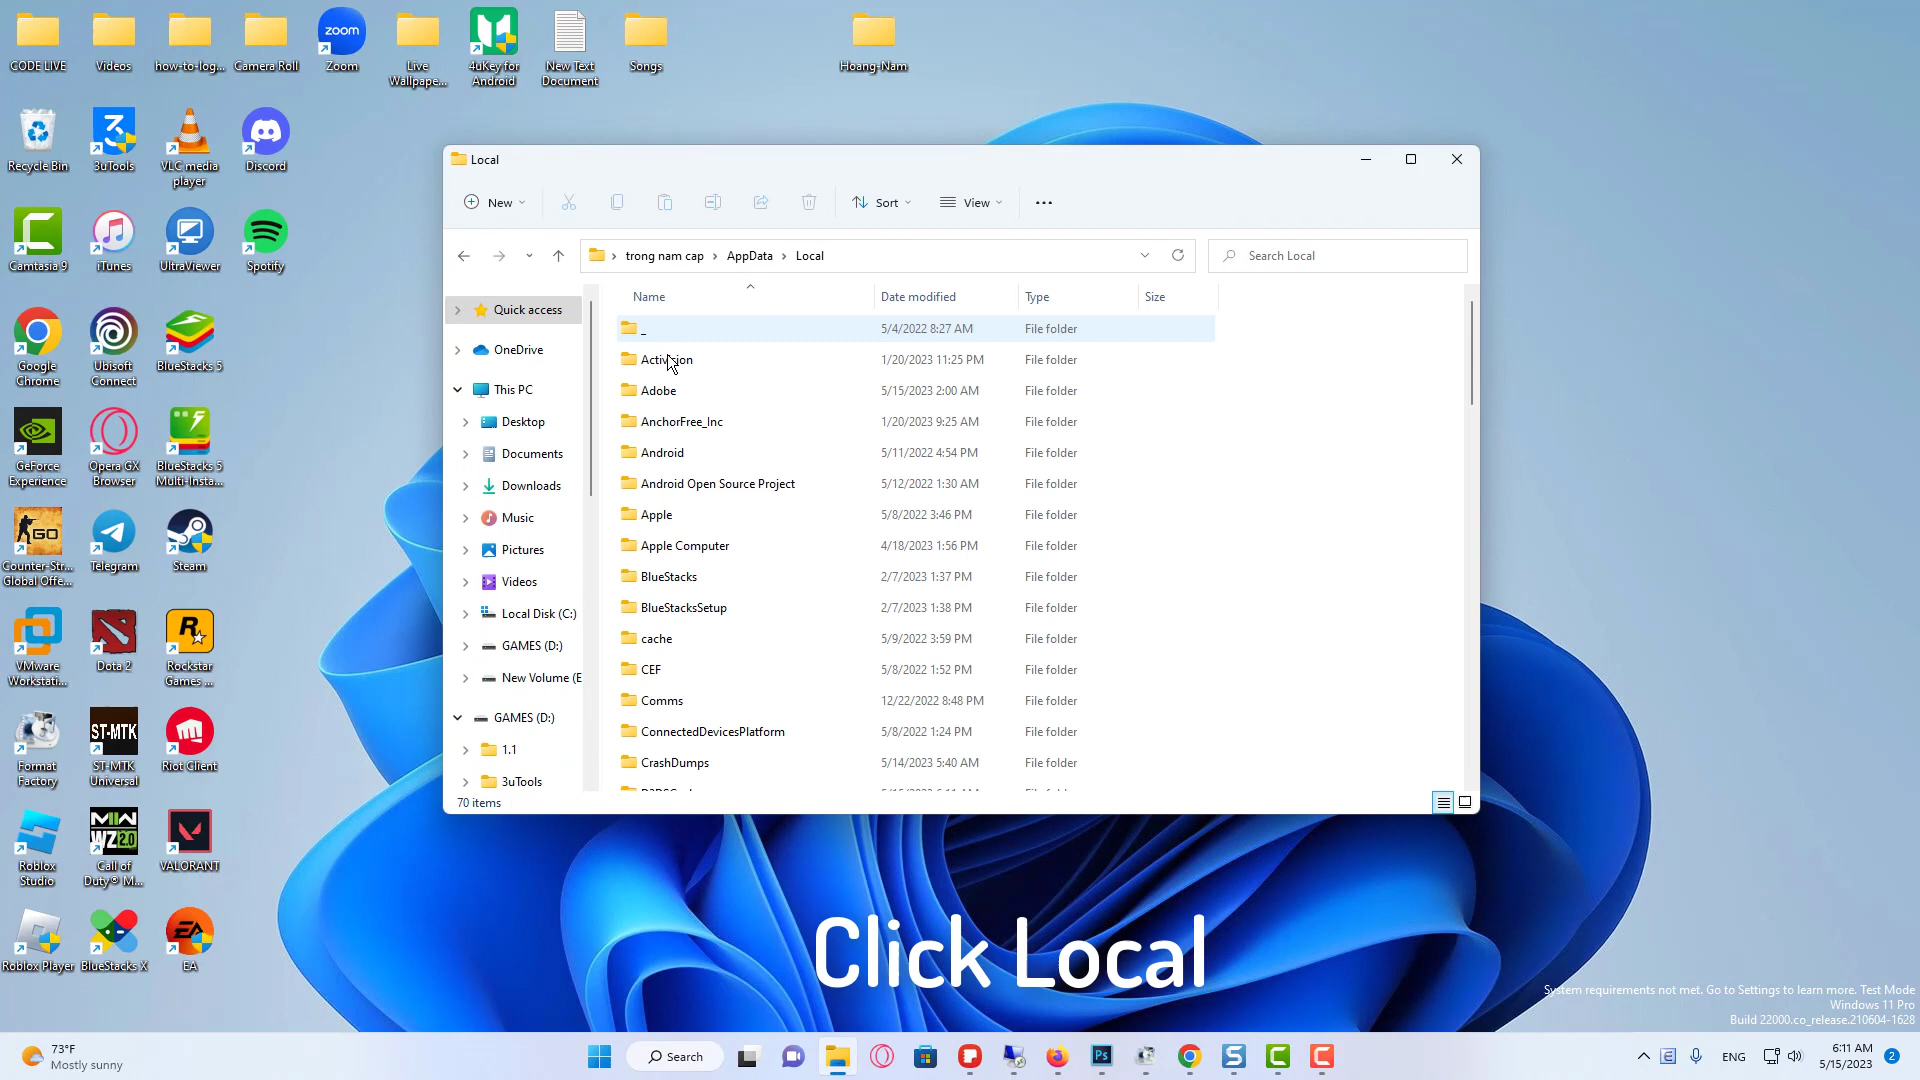 CODE LIVE
Videos
how-to-log...
Camera Roll
Zoom
zoom
Live
Wallpape...
4uKey for
Android
New Text
Document
Songs
Hoang-Nam
Recycle Bin
3uTools
VLC media
player
Discord
Camtasia 9
iTunes
UltraViewer
Spotify
Google
Chrome
Ubisoft
Connect
BlueStacks 5
GeForce
Experience
Opera GX
Browser
BlueStacks 5
Multi-Insta...
GO
Counter-Str...
Global Offe...
Telegram
Steam
VMware
Workstati...
Dota 2
Rockstar
Games ...
Format
Factory
ST-MTK
ST-MTK
Universal
Riot Client
Roblox
Studio
MW
WZ 2.0
Call of
Duty® M...
VALORANT
Roblox Player
BlueStacks X
EA
EA
Local
New
Sort
View
trong nam cap
AppData
Local
Search Local
Quick access
OneDrive
This PC
Desktop
Documents
Downloads
Music
Pictures
Videos
Local Disk (C:)
GAMES (D:)
New Volume (E
GAMES (D:)
1.1
3uTools
Name Date modified Type Size
_ 5/4/2022 8:27 AM File folder
Activision 1/20/2023 11:25 PM File folder
Adobe 5/15/2023 2:00 AM File folder
AnchorFree_Inc 1/20/2023 9:25 AM File folder
Android 5/11/2022 4:54 PM File folder
Android Open Source Project 5/12/2022 1:30 AM File folder
Apple 5/8/2022 3:46 PM File folder
Apple Computer 4/18/2023 1:56 PM File folder
BlueStacks 2/7/2023 1:37 PM File folder
BlueStacksSetup 2/7/2023 1:38 PM File folder
cache 5/9/2022 3:59 PM File folder
CEF 5/8/2022 1:52 PM File folder
Comms 12/22/2022 8:48 PM File folder
ConnectedDevicesPlatform 5/8/2022 1:24 PM File folder
CrashDumps 5/14/2023 5:40 AM File folder
70 items
Click Local
System requirements not met. Go to Settings to learn more. Test Mode
Windows 11 Pro
Build 22000.co_release.210604-1628
73°F
Mostly sunny
Search
Ps
ENG
6:11 AM
5/15/2023
2